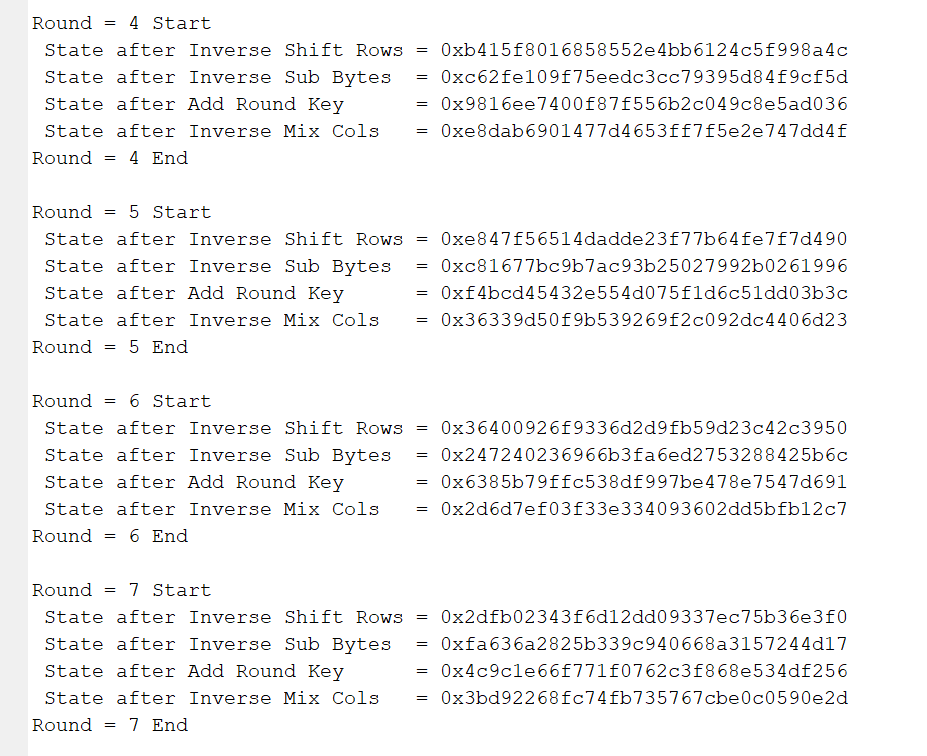 Round = 4 Start
State after Inverse Shift Rows = 0xb415f8016858552e4bb6124c5f998a4c
State after Inverse Sub Bytes = 0xc62fe109f75eedc3cc79395d84f9cf5d
State after Add Round Key = 0x9816ee7400f87f556b2c049c8e5ad036
State after Inverse Mix Cols = 0xe8dab6901477d4653ff7f5e2e747dd4f
Round = 4 End
Round = 5 Start
State after Inverse Shift Rows = 0xe847f56514dadde23f77b64fe7f7d490
State after Inverse Sub Bytes = 0xc81677bc9b7ac93b25027992b0261996
State after Add Round Key = 0xf4bcd45432e554d075f1d6c51dd03b3c
State after Inverse Mix Cols = 0x36339d50f9b539269f2c092dc4406d23
Round = 5 End
Round = 6 Start
State after Inverse Shift Rows = 0x36400926f9336d2d9fb59d23c42c3950
State after Inverse Sub Bytes = 0x247240236966b3fa6ed2753288425b6c
State after Add Round Key = 0x6385b79ffc538df997be478e7547d691
State after Inverse Mix Cols = 0x2d6d7ef03f33e334093602dd5bfb12c7
Round = 6 End
Round = 7 Start
State after Inverse Shift Rows = 0x2dfb02343f6d12dd09337ec75b36e3f0
State after Inverse Sub Bytes = 0xfa636a2825b339c940668a3157244d17
State after Add Round Key = 0x4c9c1e66f771f0762c3f868e534df256
State after Inverse Mix Cols = 0x3bd92268fc74fb735767cbe0c0590e2d
Round = 7 End